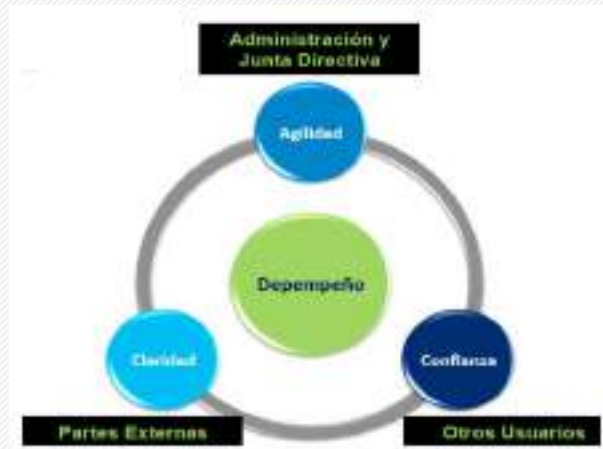 Administración y
Junta Directiva
Agilidad
Depempeño
Claridad
Confianza
Partes Externas
Otros Usuarios